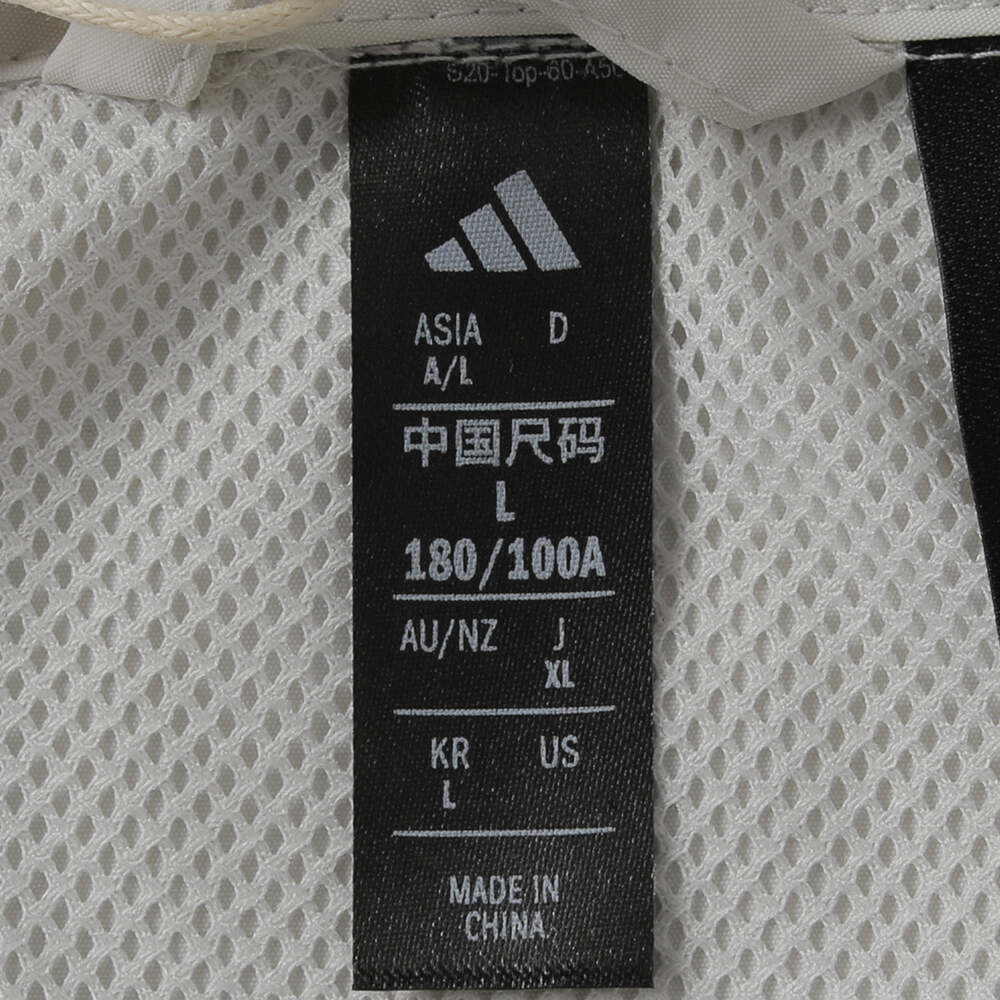 ASIA D
A/L
中国尺码
L
180/100A
AU/NZ J
XL
KR US
L
MADE IN
CHINA